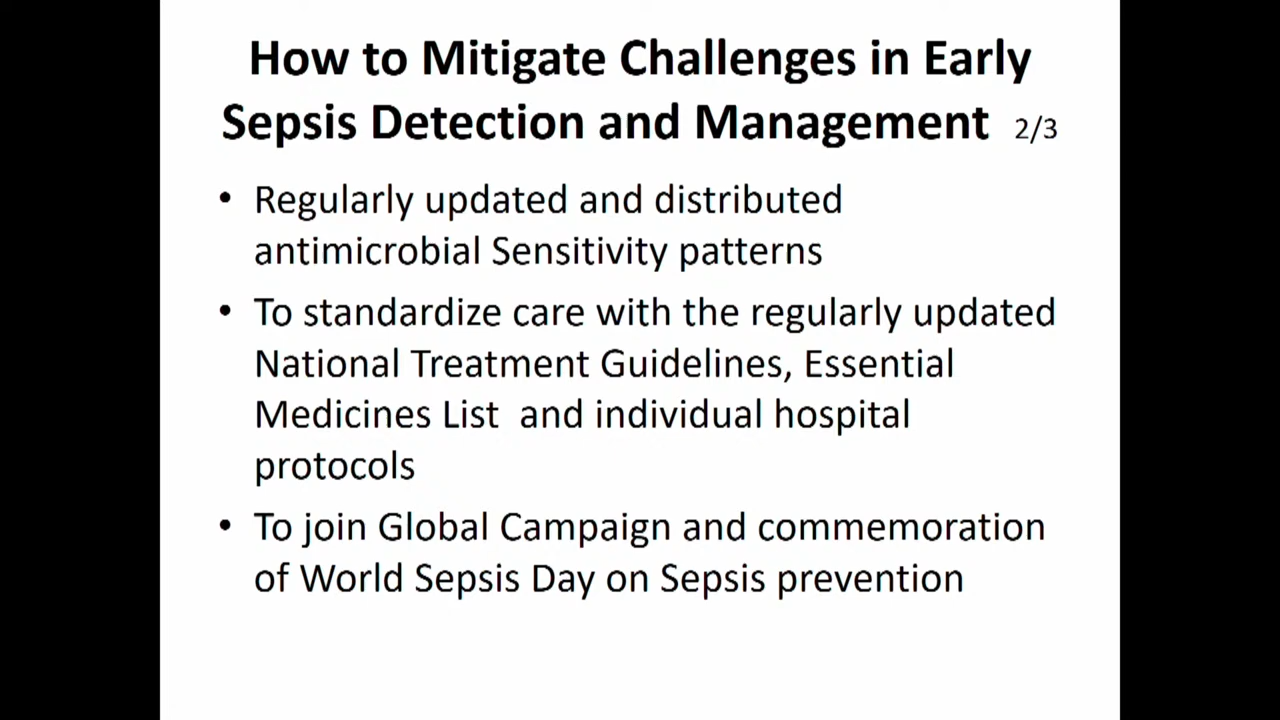 How to Mitigate Challenges in Early
Sepsis Detection and Management 2/3
• Regularly updated and distributed
antimicrobial Sensitivity patterns
• To standardize care with the regularly updated
National Treatment Guidelines, Essential
Medicines List  and individual hospital
protocols
• To join Global Campaign and commemoration
of World Sepsis Day on Sepsis prevention